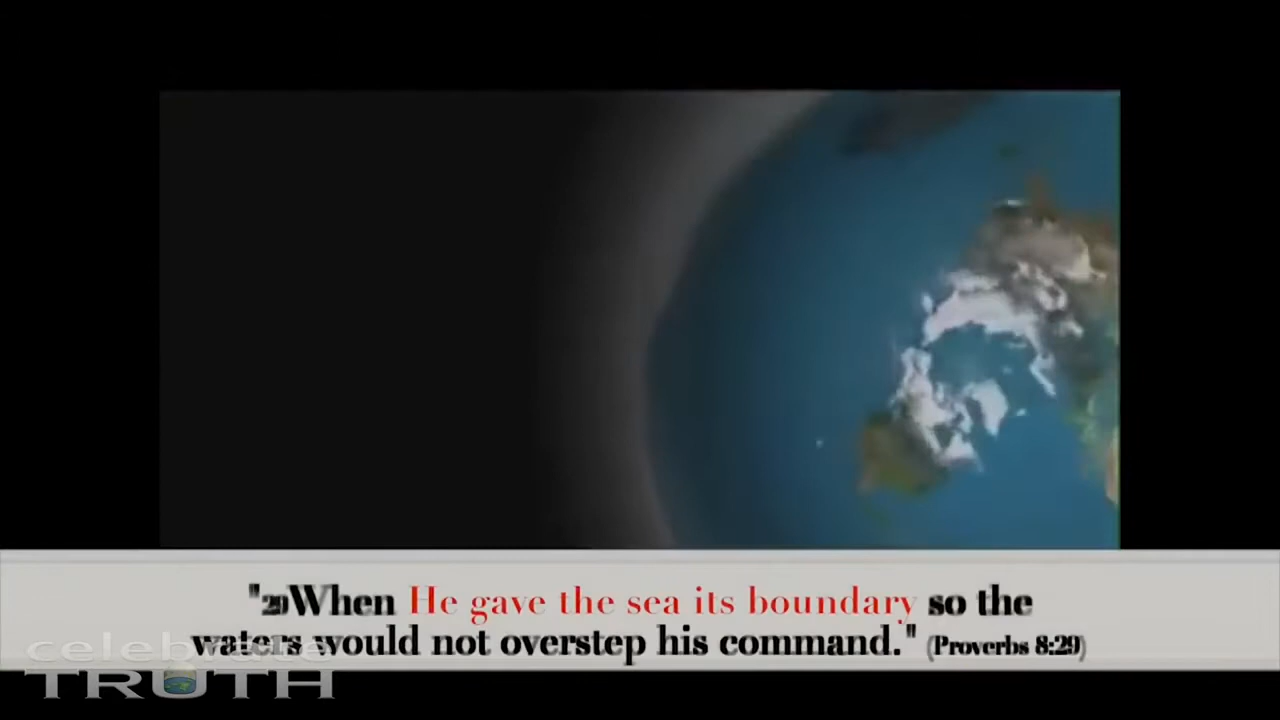 "29When He gave the sea its boundary so the
waters would not overstep his command." (Proverbs 8:29)
celebrate
TRUTH